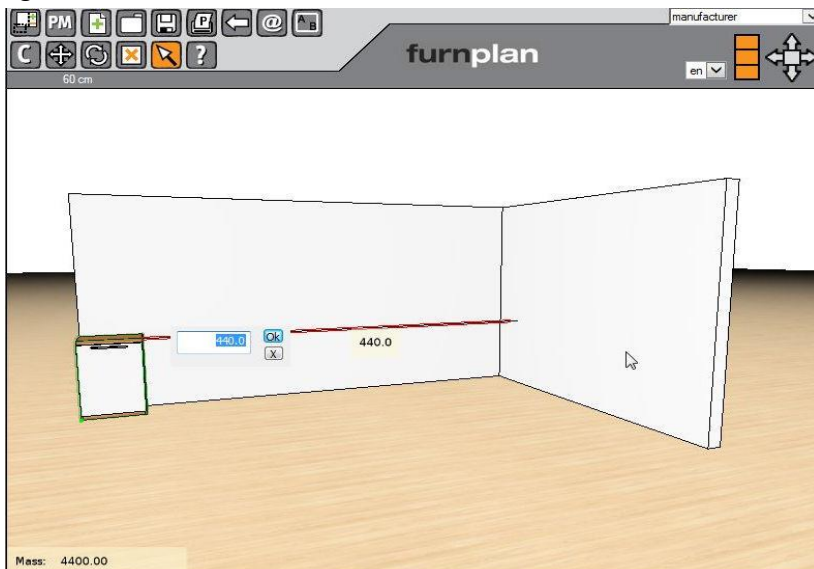 manufacturer
PM P @ A B
C ?
furnplan
en
60 cm
440.0 Ok
X
440.0
Mass: 4400.00